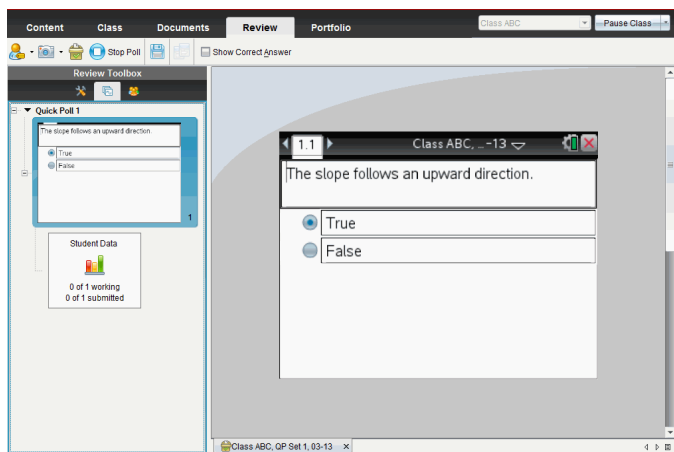 Content Class Documents Review Portfolio Class ABC Pause Class
Stop Poll Show Correct Answer
Review Toolbox
Quick Poll 1
The slope follows an upward direction.
True
False
1
Student Data
0 of 1 working
0 of 1 submitted
1.1 Class ABC, ...-13
The slope follows an upward direction.
True
False
Class ABC, QP Set 1, 03-13